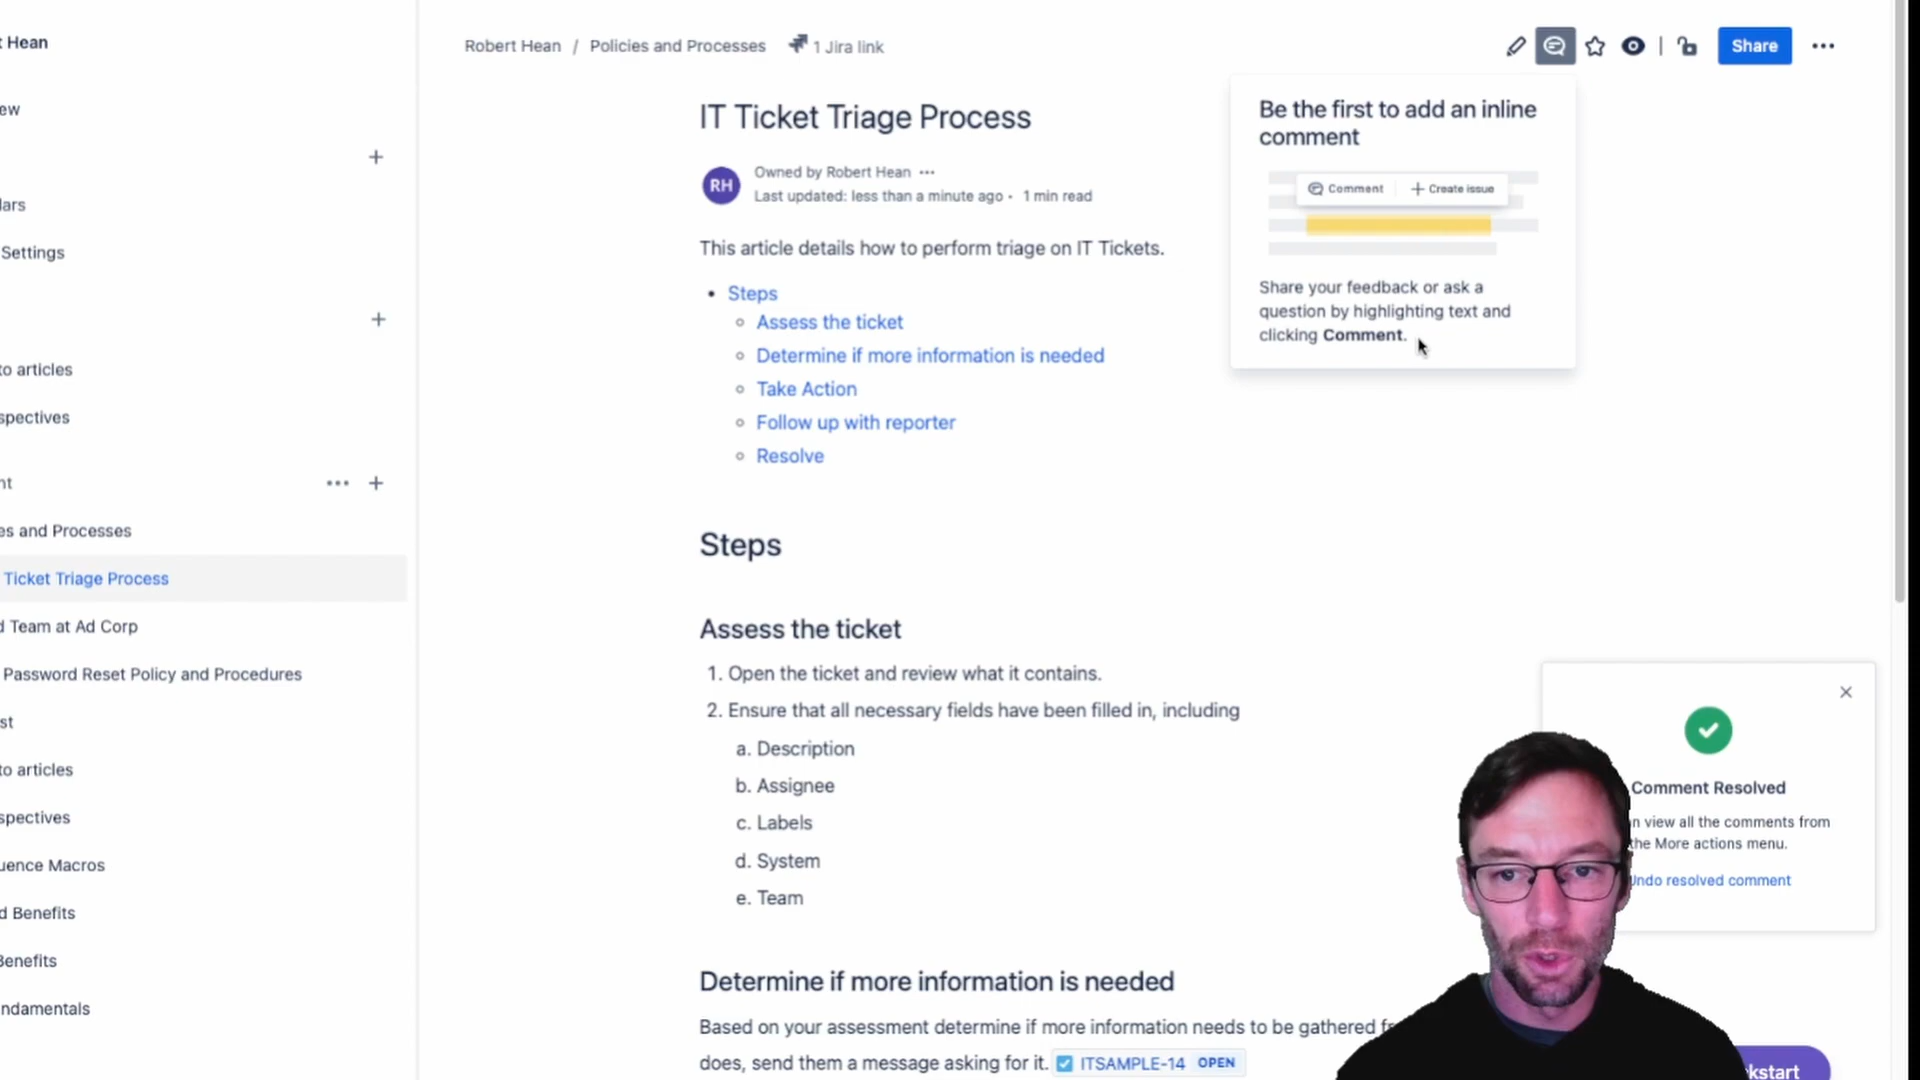 t Hean
ew
lars
Settings
to articles
spectives
nt
es and Processes
Ticket Triage Process
d Team at Ad Corp
Password Reset Policy and Procedures
st
to articles
spectives
uence Macros
d Benefits
Benefits
ndamentals
Robert Hean / Policies and Processes 1 Jira link
Share
IT Ticket Triage Process
RH
Owned by Robert Hean
Last updated: less than a minute ago • 1 min read
This article details how to perform triage on IT Tickets.
• Steps
Assess the ticket
Determine if more information is needed
Take Action
Follow up with reporter
Resolve
Be the first to add an inline
comment
Comment + Create issue
Share your feedback or ask a
question by highlighting text and
clicking Comment.
Steps
Assess the ticket
1. Open the ticket and review what it contains.
2. Ensure that all necessary fields have been filled in, including
a. Description
b. Assignee
c. Labels
d. System
e. Team
Determine if more information is needed
Based on your assessment determine if more information needs to be gathered
does, send them a message asking for it. ITSAMPLE-14 OPEN
Comment Resolved
n view all the comments from
the More actions menu.
Undo resolved comment
kstart